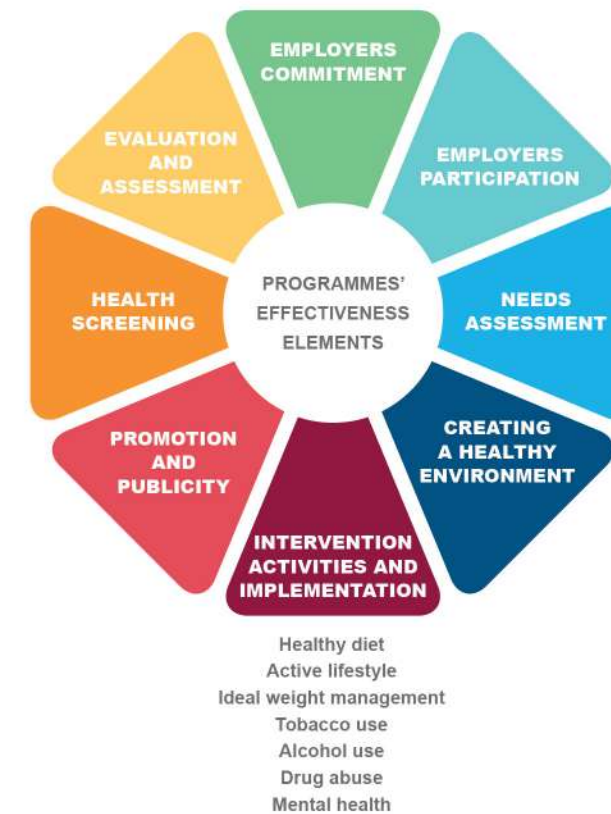 EMPLOYERS
COMMITMENT
EMPLOYERS
PARTICIPATION
NEEDS
ASSESSMENT
CREATING
A HEALTHY
ENVIRONMENT
INTERVENTION
ACTIVITIES AND
IMPLEMENTATION
PROMOTION
AND
PUBLICITY
HEALTH
SCREENING
EVALUATION
AND
ASSESSMENT
PROGRAMMES’
EFFECTIVENESS
ELEMENTS
Healthy diet
Active lifestyle
Ideal weight management
Tobacco use
Alcohol use
Drug abuse
Mental health